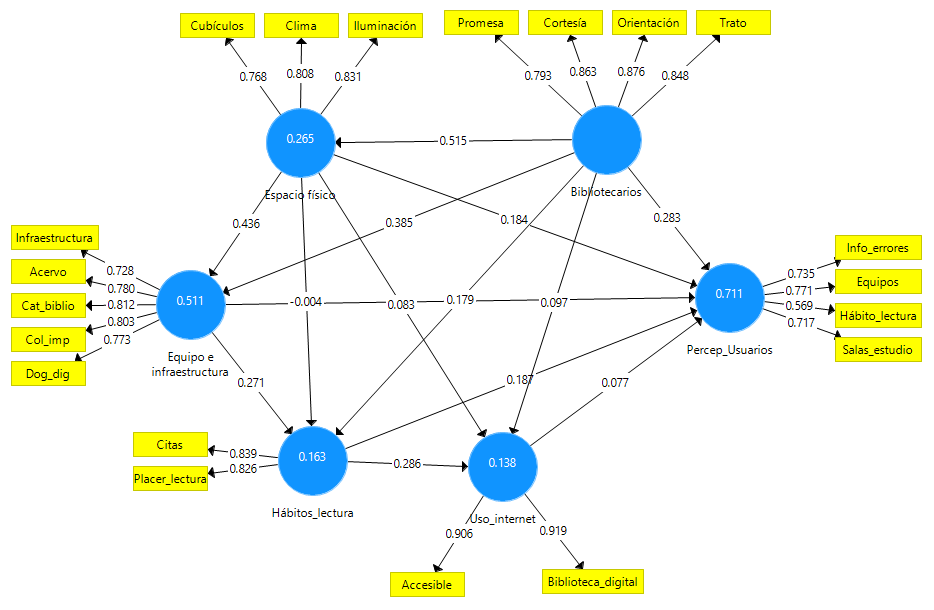 Cubículos
Clima
Iluminación
Promesa
Cortesía
Orientación
Trato
0.768
0.808
0.831
0.793
0.863
0.876
0.848
0.265
0.515
Espacio físico
Bibliotecarios
0.436
0.385
0.184
0.283
Infraestructura
Acervo
Cat_biblio
Col_imp
Dog_dig
0.728
0.780
0.812
0.803
0.773
0.511
Equipo e
infraestructura
-0.004
0.083
0.179
0.097
0.711
Percep_Usuarios
0.735
0.771
0.569
0.717
Info_errores
Equipos
Hábito_lectura
Salas_estudio
0.271
0.187
0.077
Citas
Placer_lectura
0.839
0.826
0.163
Hábitos_lectura
0.286
0.138
Uso_internet
0.906
0.919
Accesible
Biblioteca_digital